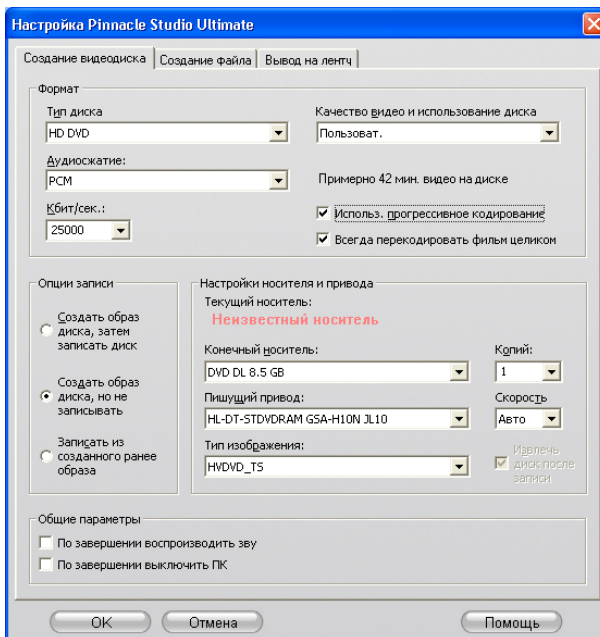 Настройка Pinnacle Studio Ultimate
Создание видеодиска
Создание файла
Вывод на ленту
Формат
Тип диска
HD DVD
Качество видео и использование диска
Пользоват.
Аудиосжатие:
PCM
Примерно 42 мин. видео на диске
Кбит/сек.:
25000
Использ. прогрессивное кодирование
Всегда перекодировать фильм целиком
Опции записи
Создать образ
диска, затем
записать диск
Создать образ
диска, но не
записывать
Записать из
созданного ранее
образа
Настройки носителя и привода
Текущий носитель:
Неизвестный носитель
Конечный носитель:
DVD DL 8.5 GB
Копий:
1
Пишущий привод:
HL-DT-STDVDRAM GSA-H10N JL10
Скорость
Авто
Тип изображения:
HVDVD_TS
Извлечь
диск после
записи
Общие параметры
По завершении воспроизводить зву
По завершении выключить ПК
OK
Отмена
Помощь